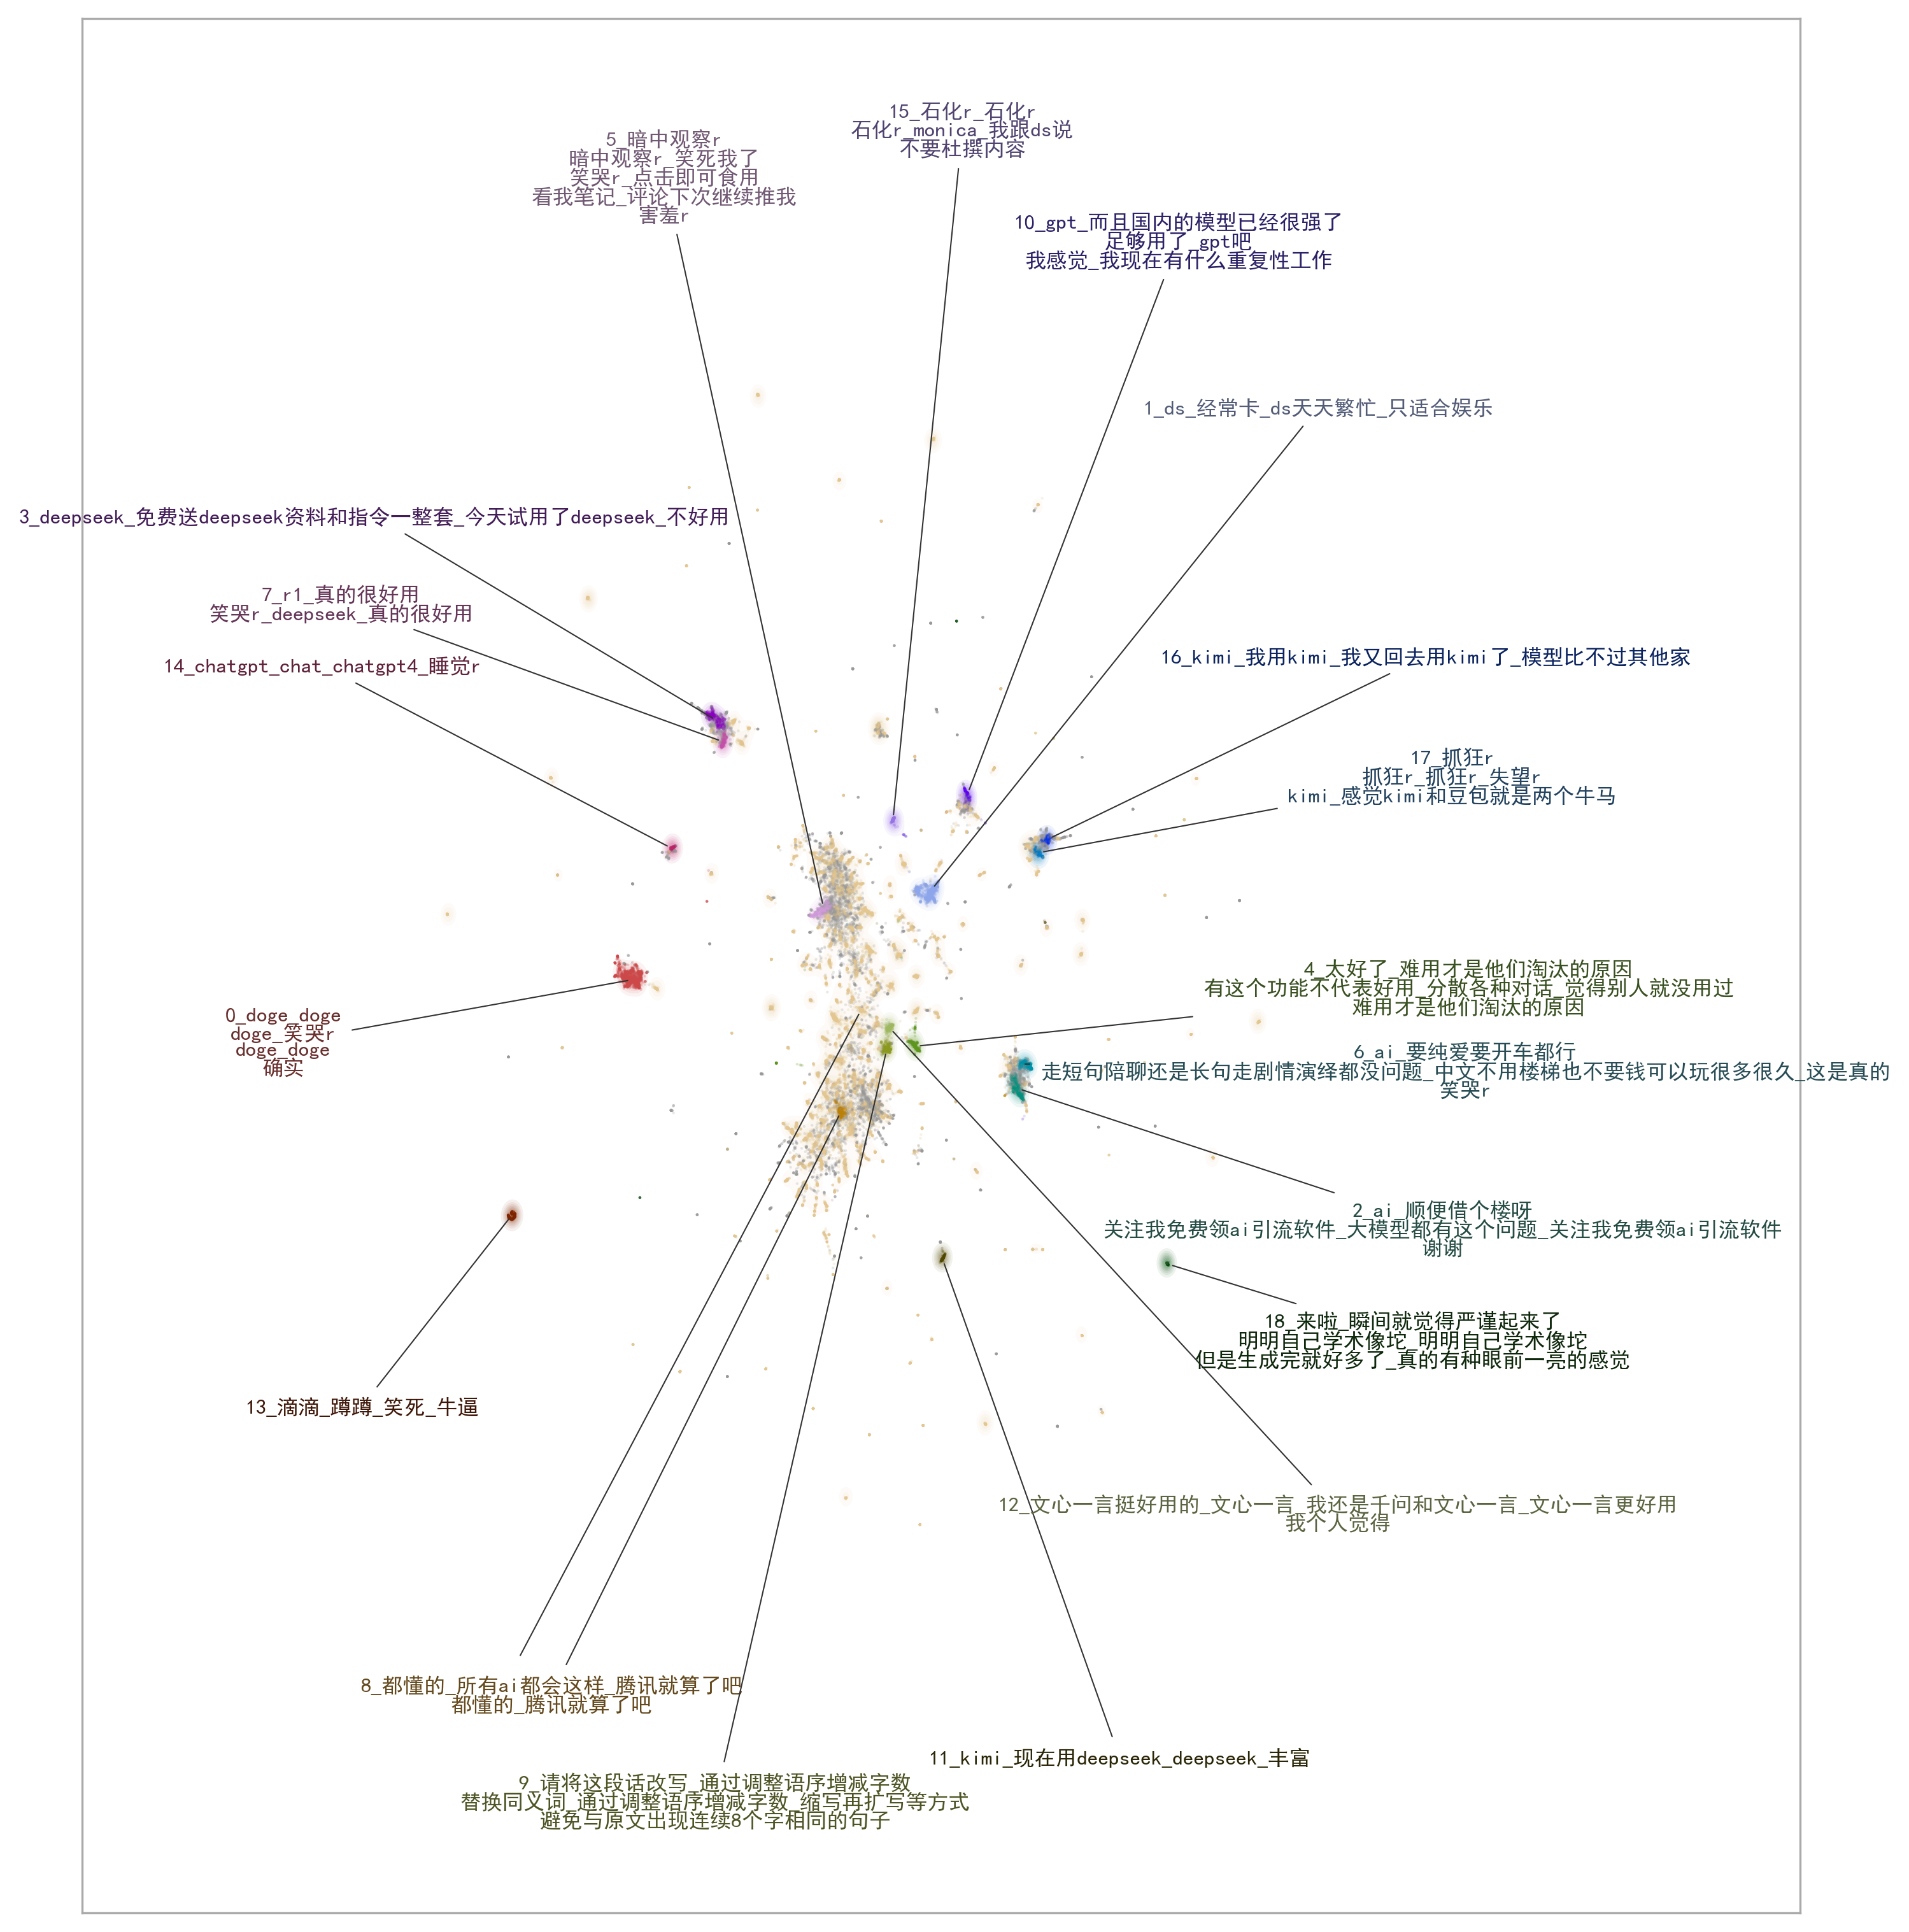 15_石化r_石化r
石化r_monica_我跟ds说
不要杜撰内容
5_暗中观察r
暗中观察r_笑死我了
笑哭r_点击即可食用
看我笔记_评论下次继续推我
害羞r
10_gpt_而且国内的模型已经很强了
足够用了_gpt吧
我感觉_我现在有什么重复性工作
1_ds_经常卡_ds天天繁忙_只适合娱乐
3_deepseek_免费送deepseek资料和指令一整套_今天试用了deepseek_不好用
7_r1_真的很好用
笑哭r_deepseek_真的很好用
14_chatgpt_chat_chatgpt4_睡觉r
16_kimi_我用kimi_我又回去用kimi了_模型比不过其他家
17_抓狂r
抓狂r_抓狂r_失望r
kimi_感觉kimi和豆包就是两个牛马
4_太好了_难用才是他们淘汰的原因
有这个功能不代表好用_分散各种对话_觉得别人就没用过
难用才是他们淘汰的原因
0_doge_doge
doge_笑哭r
doge_doge
确实
6_ai_要纯爱要开车都行
走短句陪聊还是长句走剧情演绎都没问题_中文不用楼梯也不要钱可以玩很多很久_这是真的
笑哭r
2_ai_顺便借个楼呀
关注我免费领ai引流软件_大模型都有这个问题_关注我免费领ai引流软件
谢谢
18_来啦_瞬间就觉得严谨起来了
明明自己学术像坨_明明自己学术像坨
但是生成完就好多了_真的有种眼前一亮的感觉
13_滴滴_蹲蹲_笑死_牛逼
12_文心一言挺好用的_文心一言_我还是千问和文心一言_文心一言更好用
我个人觉得
8_都懂的_所有ai都会这样_腾讯就算了吧
都懂的_腾讯就算了吧
11_kimi_现在用deepseek_deepseek_丰富
9_请将这段话改写_通过调整语序增减字数
替换同义词_通过调整语序增减字数_缩写再扩写等方式
避免与原文出现连续8个字相同的句子